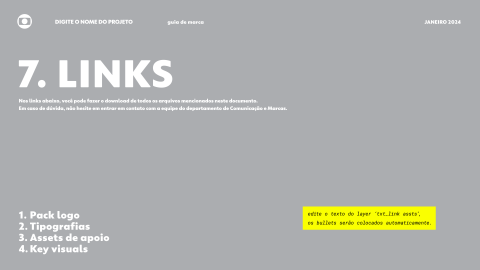 DIGITE O NOME DO PROJETO
guia de marca
JANEIRO 2024
7. LINKS
Nos links abaixo, você pode fazer o download de todos os arquivos mencionados neste documento.
Em caso de dúvida, não hesite em entrar em contato com a equipe do departamento de Comunicação e Marcas.
1. Pack logo
2. Tipografias
3. Assets de apoio
4. Key visuals
edite o texto do layer 'txt_link assts',
os bullets serão colocados automaticamente.